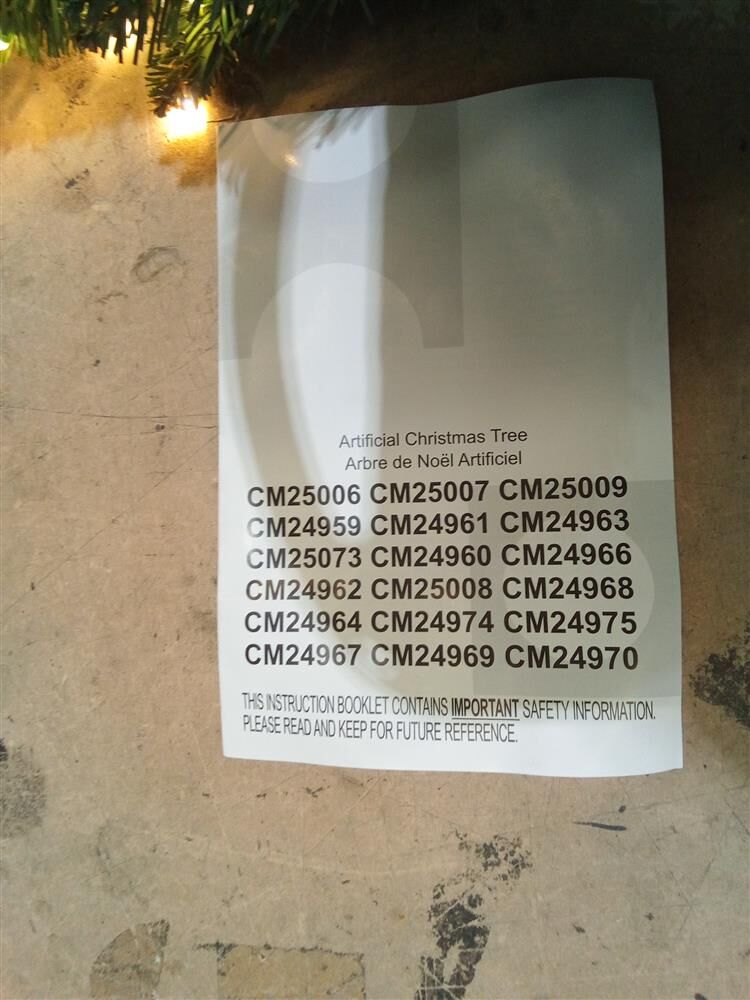 Artificial Christmas Tree
Arbre de Noël Artificiel
CM25006 CM25007 CM25009
CM24959 CM24961 CM24963
CM25073 CM24960 CM24966
CM24962 CM25008 CM24968
CM24964 CM24974 CM24975
CM24967 CM24969 CM24970
THIS INSTRUCTION BOOKLET CONTAINS IMPORTANT SAFETY INFORMATION.
PLEASE READ AND KEEP FOR FUTURE REFERENCE.